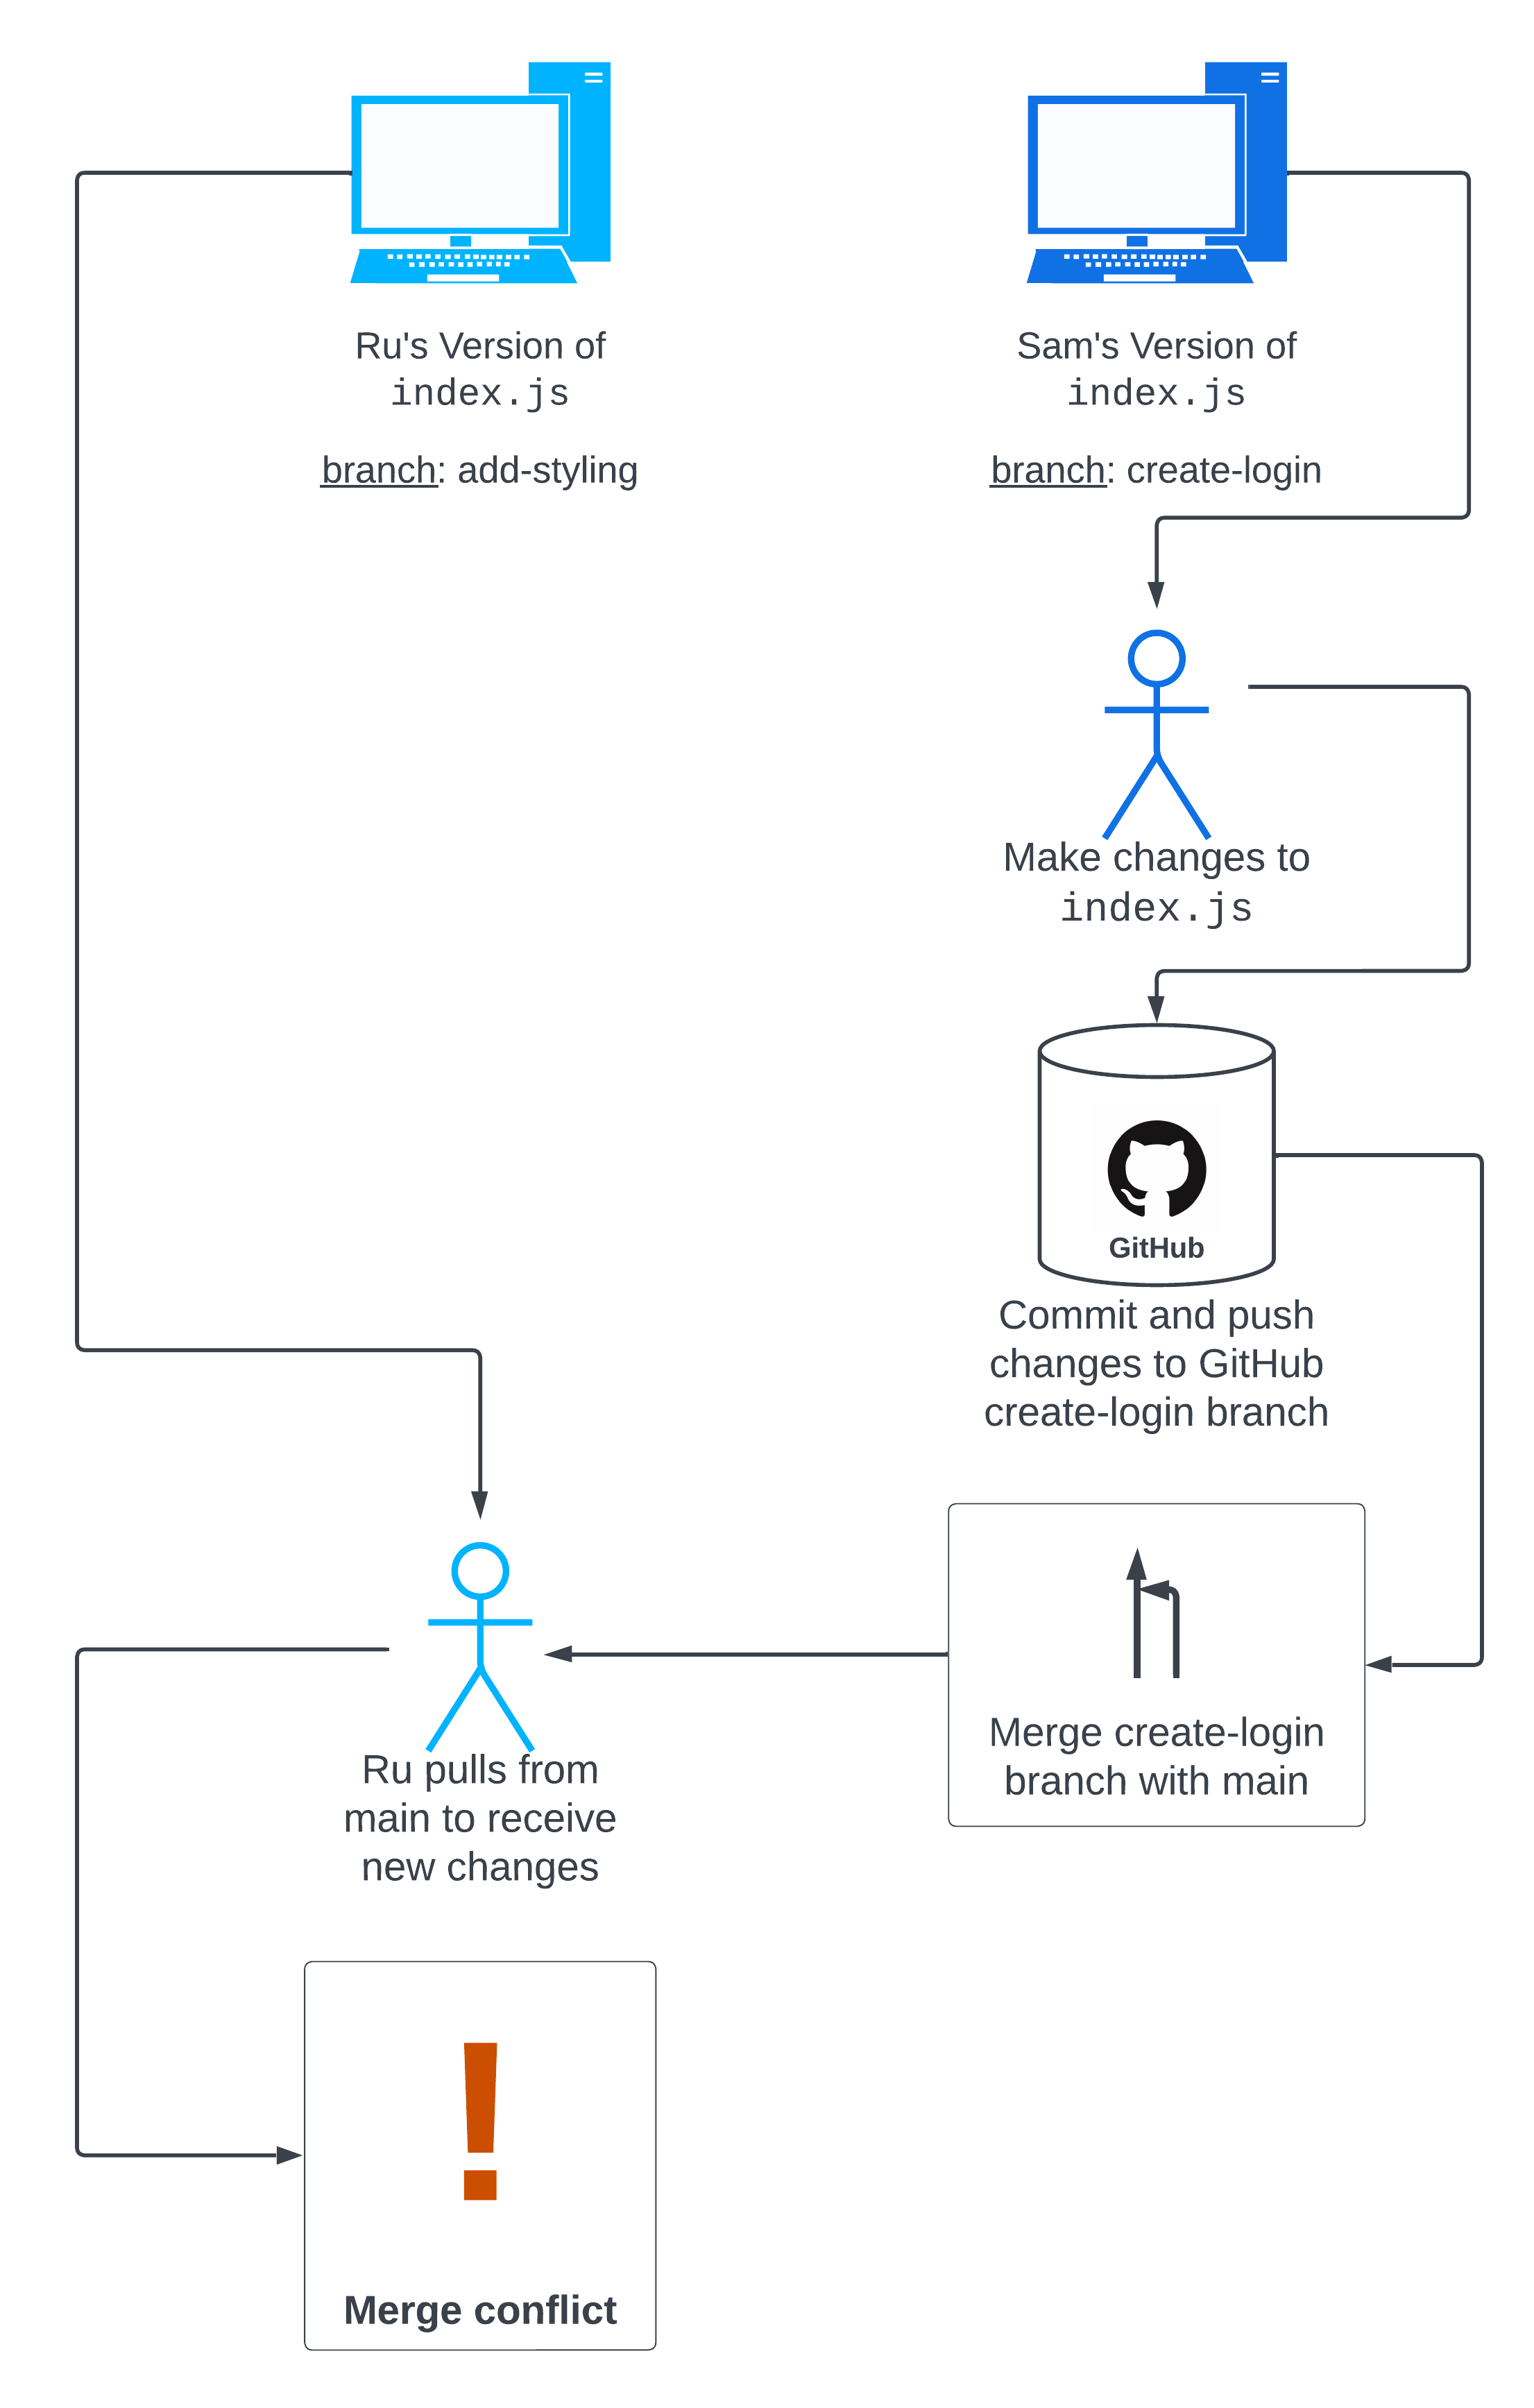 Ru's Version of
index.js
branch: add-styling
Sam's Version of
index.js
branch: create-login
Make changes to
index.js
GitHub
Commit and push
changes to GitHub
create-login branch
Merge create-login
branch with main
Ru pulls from
main to receive
new changes
!
Merge conflict